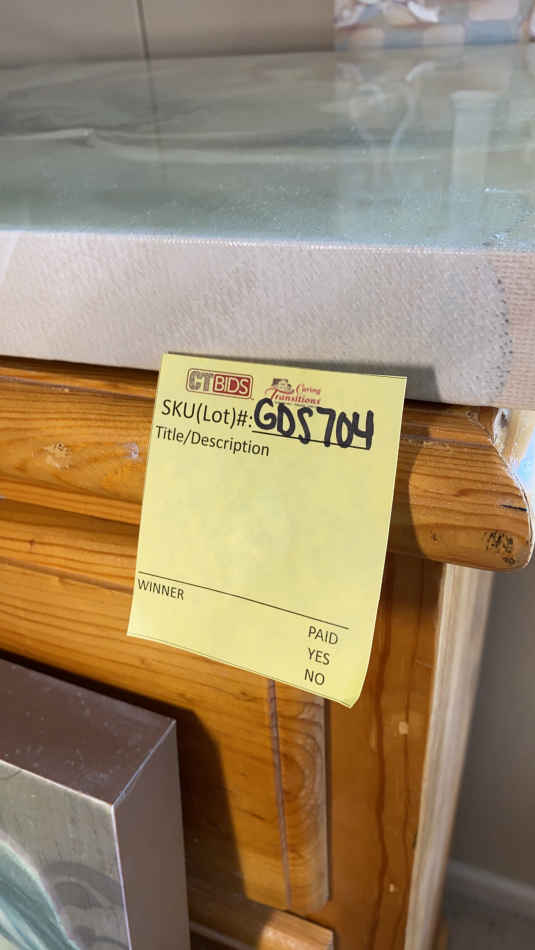 CTBIDS Caring Transitions
SKU(Lot)#: GDS704
Title/Description
WINNER
PAID
YES
NO